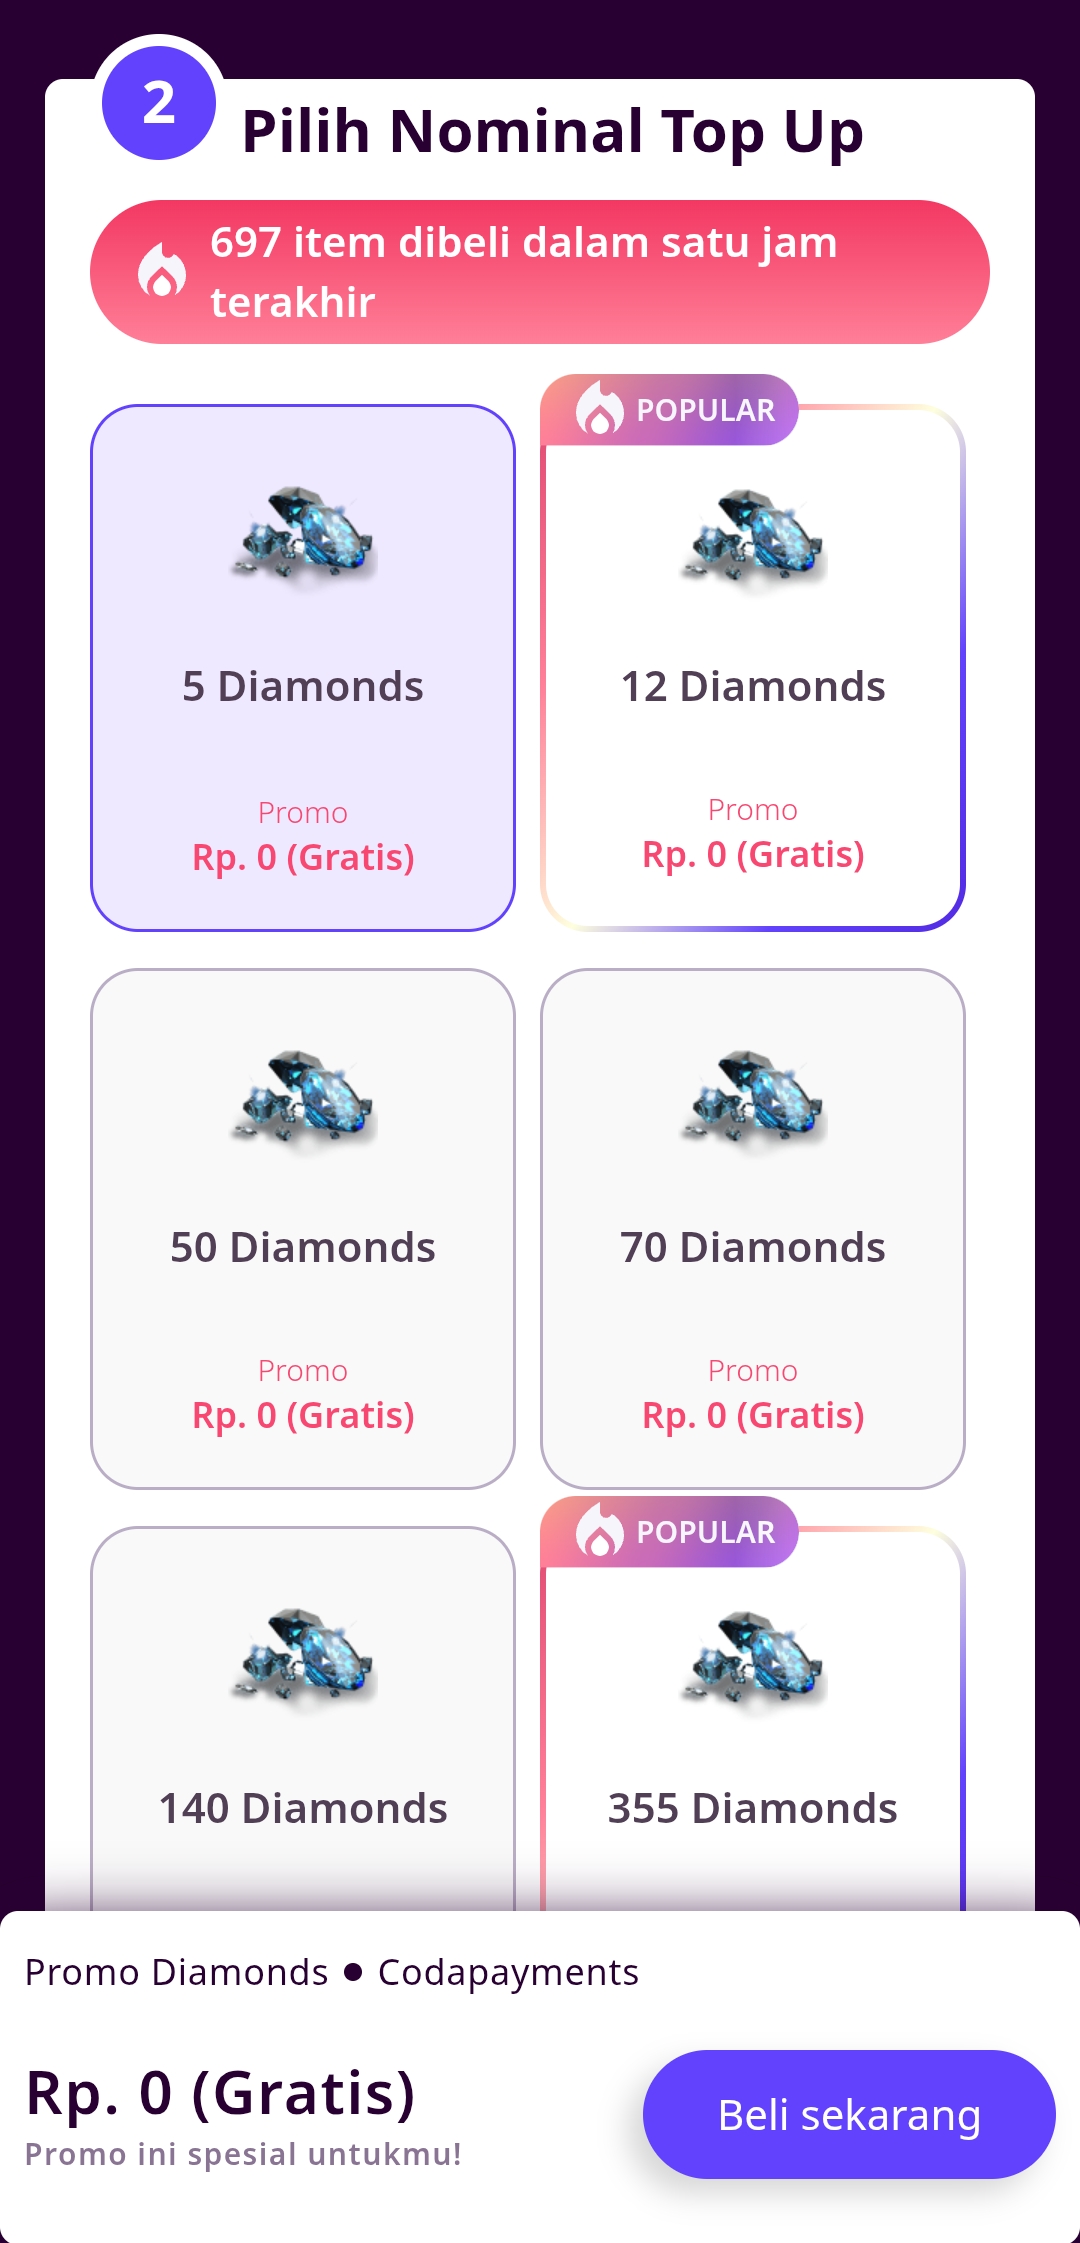 2
Pilih Nominal Top Up
697 item dibeli dalam satu jam
terakhir
POPULAR
5 Diamonds
Promo
Rp. 0 (Gratis)
12 Diamonds
Promo
Rp. 0 (Gratis)
50 Diamonds
Promo
Rp. 0 (Gratis)
70 Diamonds
Promo
Rp. 0 (Gratis)
140 Diamonds
POPULAR
355 Diamonds
Promo Diamonds ● Codapayments
Rp. 0 (Gratis)
Promo ini spesial untukmu!
Beli sekarang